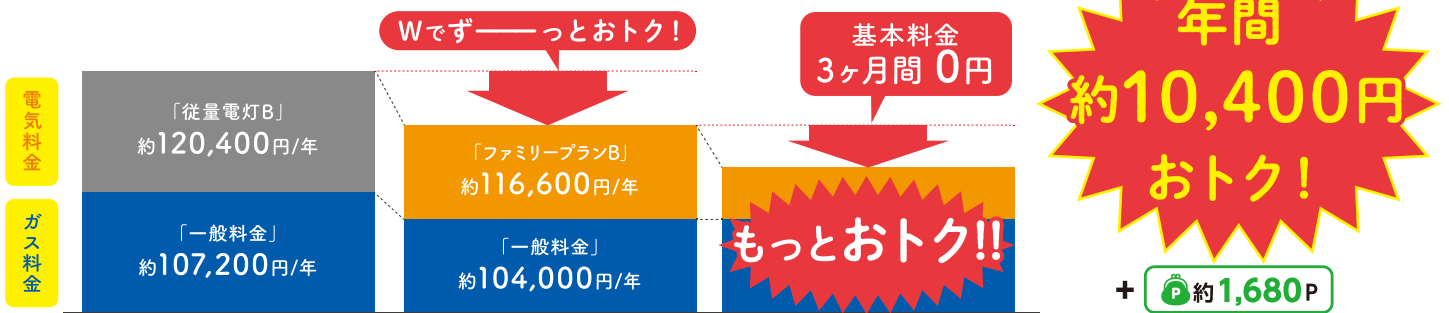 電気料金
ガス料金
「従量電灯B」
約120,400円/年
「一般料金」
約107,200円/年
Wでずーーっとおトク!
「ファミリープランB」
約116,600円/年
「一般料金」
約104,000円/年
基本料金
3ヶ月間 0円
もっとおトク!!
年間
約10,400円
おトク!
+ P 約1,680P